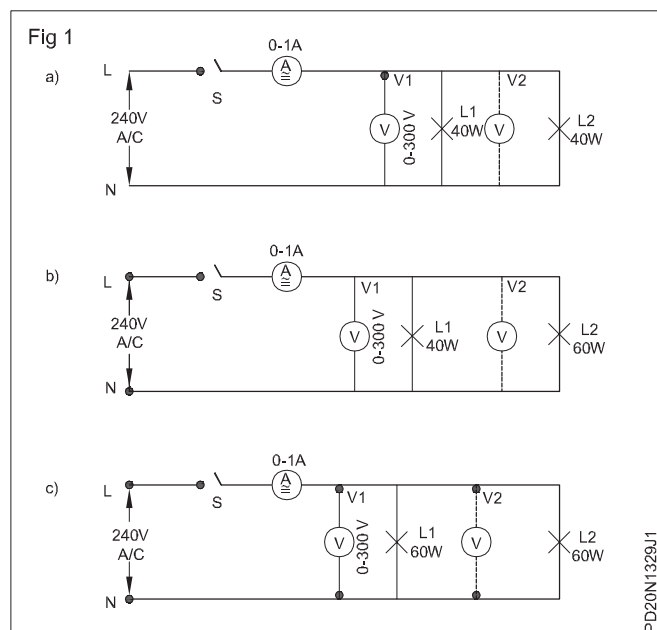 Fig 1
a)
L
S
0-1A
A
240V
A/C
N
V1
V
0-300 V
L1
40W
V2
V
L2
40W
b)
L
S
0-1A
A
240V
A/C
N
V1
V
0-300 V
L1
40W
V2
V
L2
60W
c)
L
S
0-1A
A
240V
A/C
N
V1
V
0-300 V
L1
60W
V2
V
L2
60W
PD20N1329J1